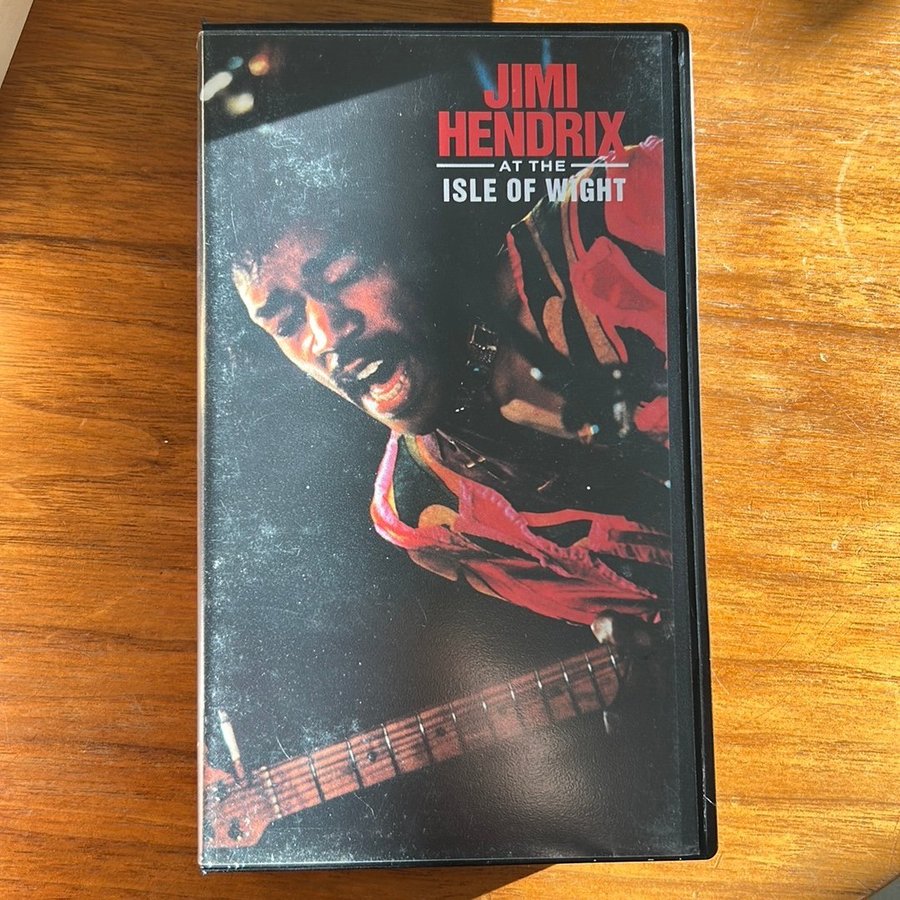 JIMI
HENDRIX
AT THE
ISLE OF WIGHT